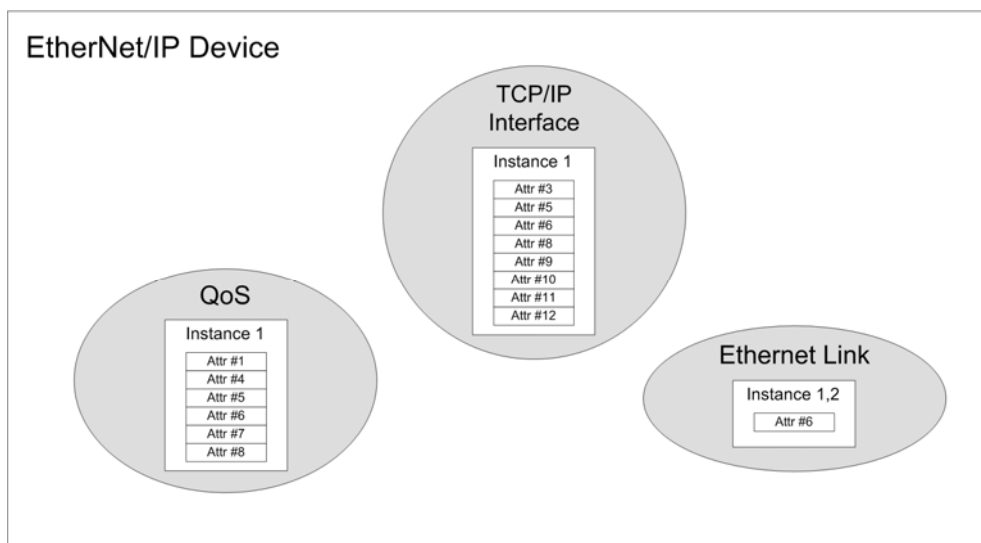 EtherNet/IP Device
TCP/IP
Interface
Instance 1
Attr #3
Attr #5
Attr #6
Attr #8
Attr #9
Attr #10
Attr #11
Attr #12
QoS
Instance 1
Attr #1
Attr #4
Attr #5
Attr #6
Attr #7
Attr #8
Ethernet Link
Instance 1,2
Attr #6